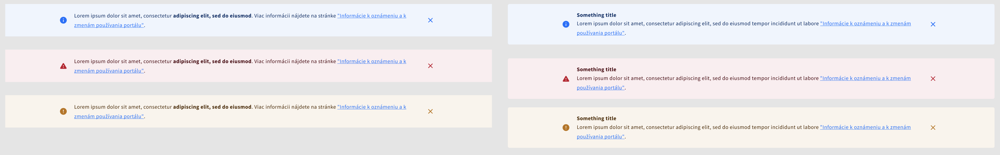 Lorem ipsum dolor sit amet, consectetur adipiscing elit, sed do eiusmod. Viac informácii nájdete na stránke "Informácie k oznámeniu a k
zmenám používania portálu".
Lorem ipsum dolor sit amet, consectetur adipiscing elit, sed do eiusmod. Viac informácii nájdete na stránke "Informácie k oznámeniu a k
zmenám používania portálu".
Lorem ipsum dolor sit amet, consectetur adipiscing elit, sed do eiusmod. Viac informácii nájdete na stránke "Informácie k oznámeniu a k
zmenám používania portálu".
Something title
Lorem ipsum dolor sit amet, consectetur adipiscing elit, sed do eiusmod tempor incididunt ut labore "Informácie k oznámeniu a k zmenám
používania portálu".
Something title
Lorem ipsum dolor sit amet, consectetur adipiscing elit, sed do eiusmod tempor incididunt ut labore "Informácie k oznámeniu a k zmenám
používania portálu".
Something title
Lorem ipsum dolor sit amet, consectetur adipiscing elit, sed do eiusmod tempor incididunt ut labore "Informácie k oznámeniu a k zmenám
používania portálu".